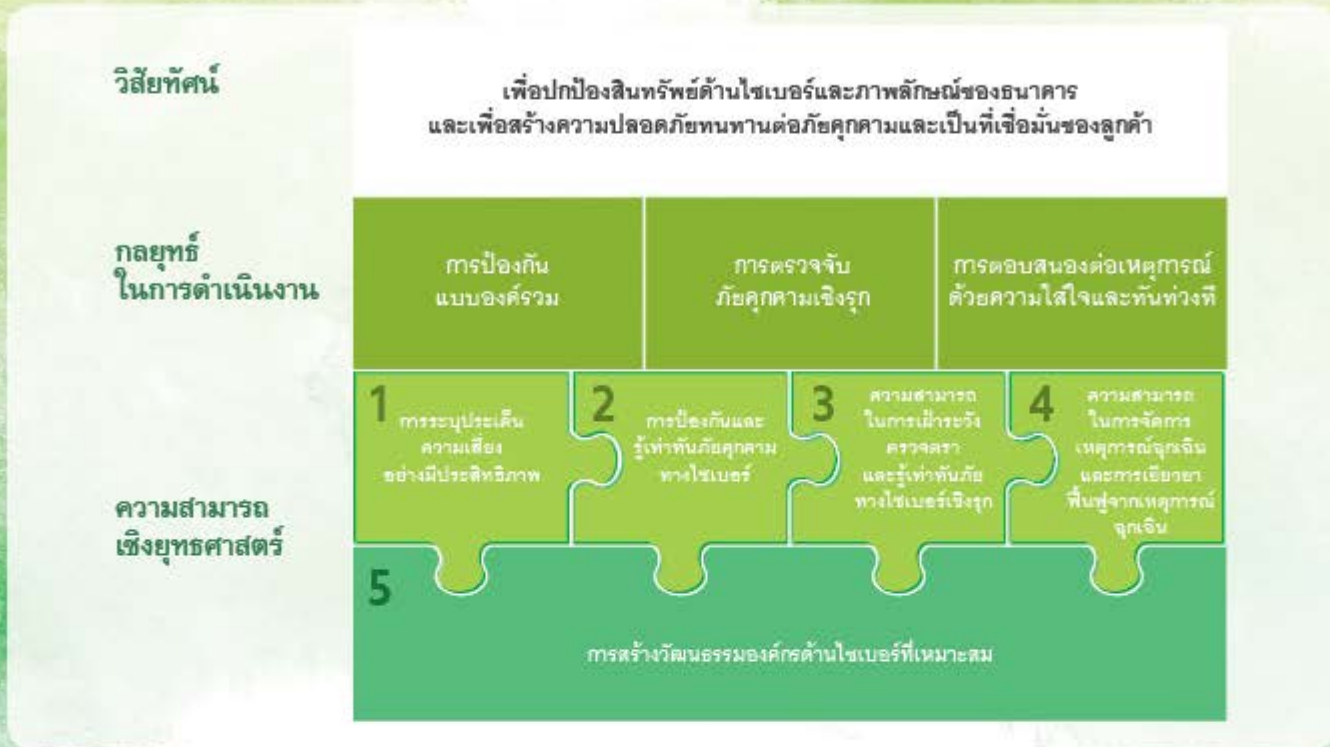 วิสัยทัศน์
เพื่อปกป้องสินทรัพย์ด้านไซเบอร์และภาพลักษณ์ของธนาคาร
และเพื่อสร้างความปลอดภัยทนทานต่อภัยคุกคามและเป็นที่เชื่อมั่นของลูกค้า
กลยุทธ์
ในการดำเนินงาน
การป้องกัน
แบบองค์รวม
การตรวจจับ
ภัยคุกคามเชิงรุก
การตอบสนองต่อเหตุการณ์
ด้วยความใส่ใจและทันท่วงที
ความสามารถ
เชิงยุทธศาสตร์
1
การระบุประเด็น
ความเสี่ยง
อย่างมีประสิทธิภาพ
2
การป้องกันและ
รู้เท่าทันภัยคุกคาม
ทางไซเบอร์
3
ความสามารถ
ในการเฝ้าระวัง
ตรวจตรา
และรู้เท่าทันภัย
ทางไซเบอร์เชิงรุก
4
ความสามารถ
ในการจัดการ
เหตุการณ์ฉุกเฉิน
และการเยียวยา
ฟื้นฟูจากเหตุการณ์
ฉุกเฉิน
5
การสร้างวัฒนธรรมองค์กรด้านไซเบอร์ที่เหมาะสม